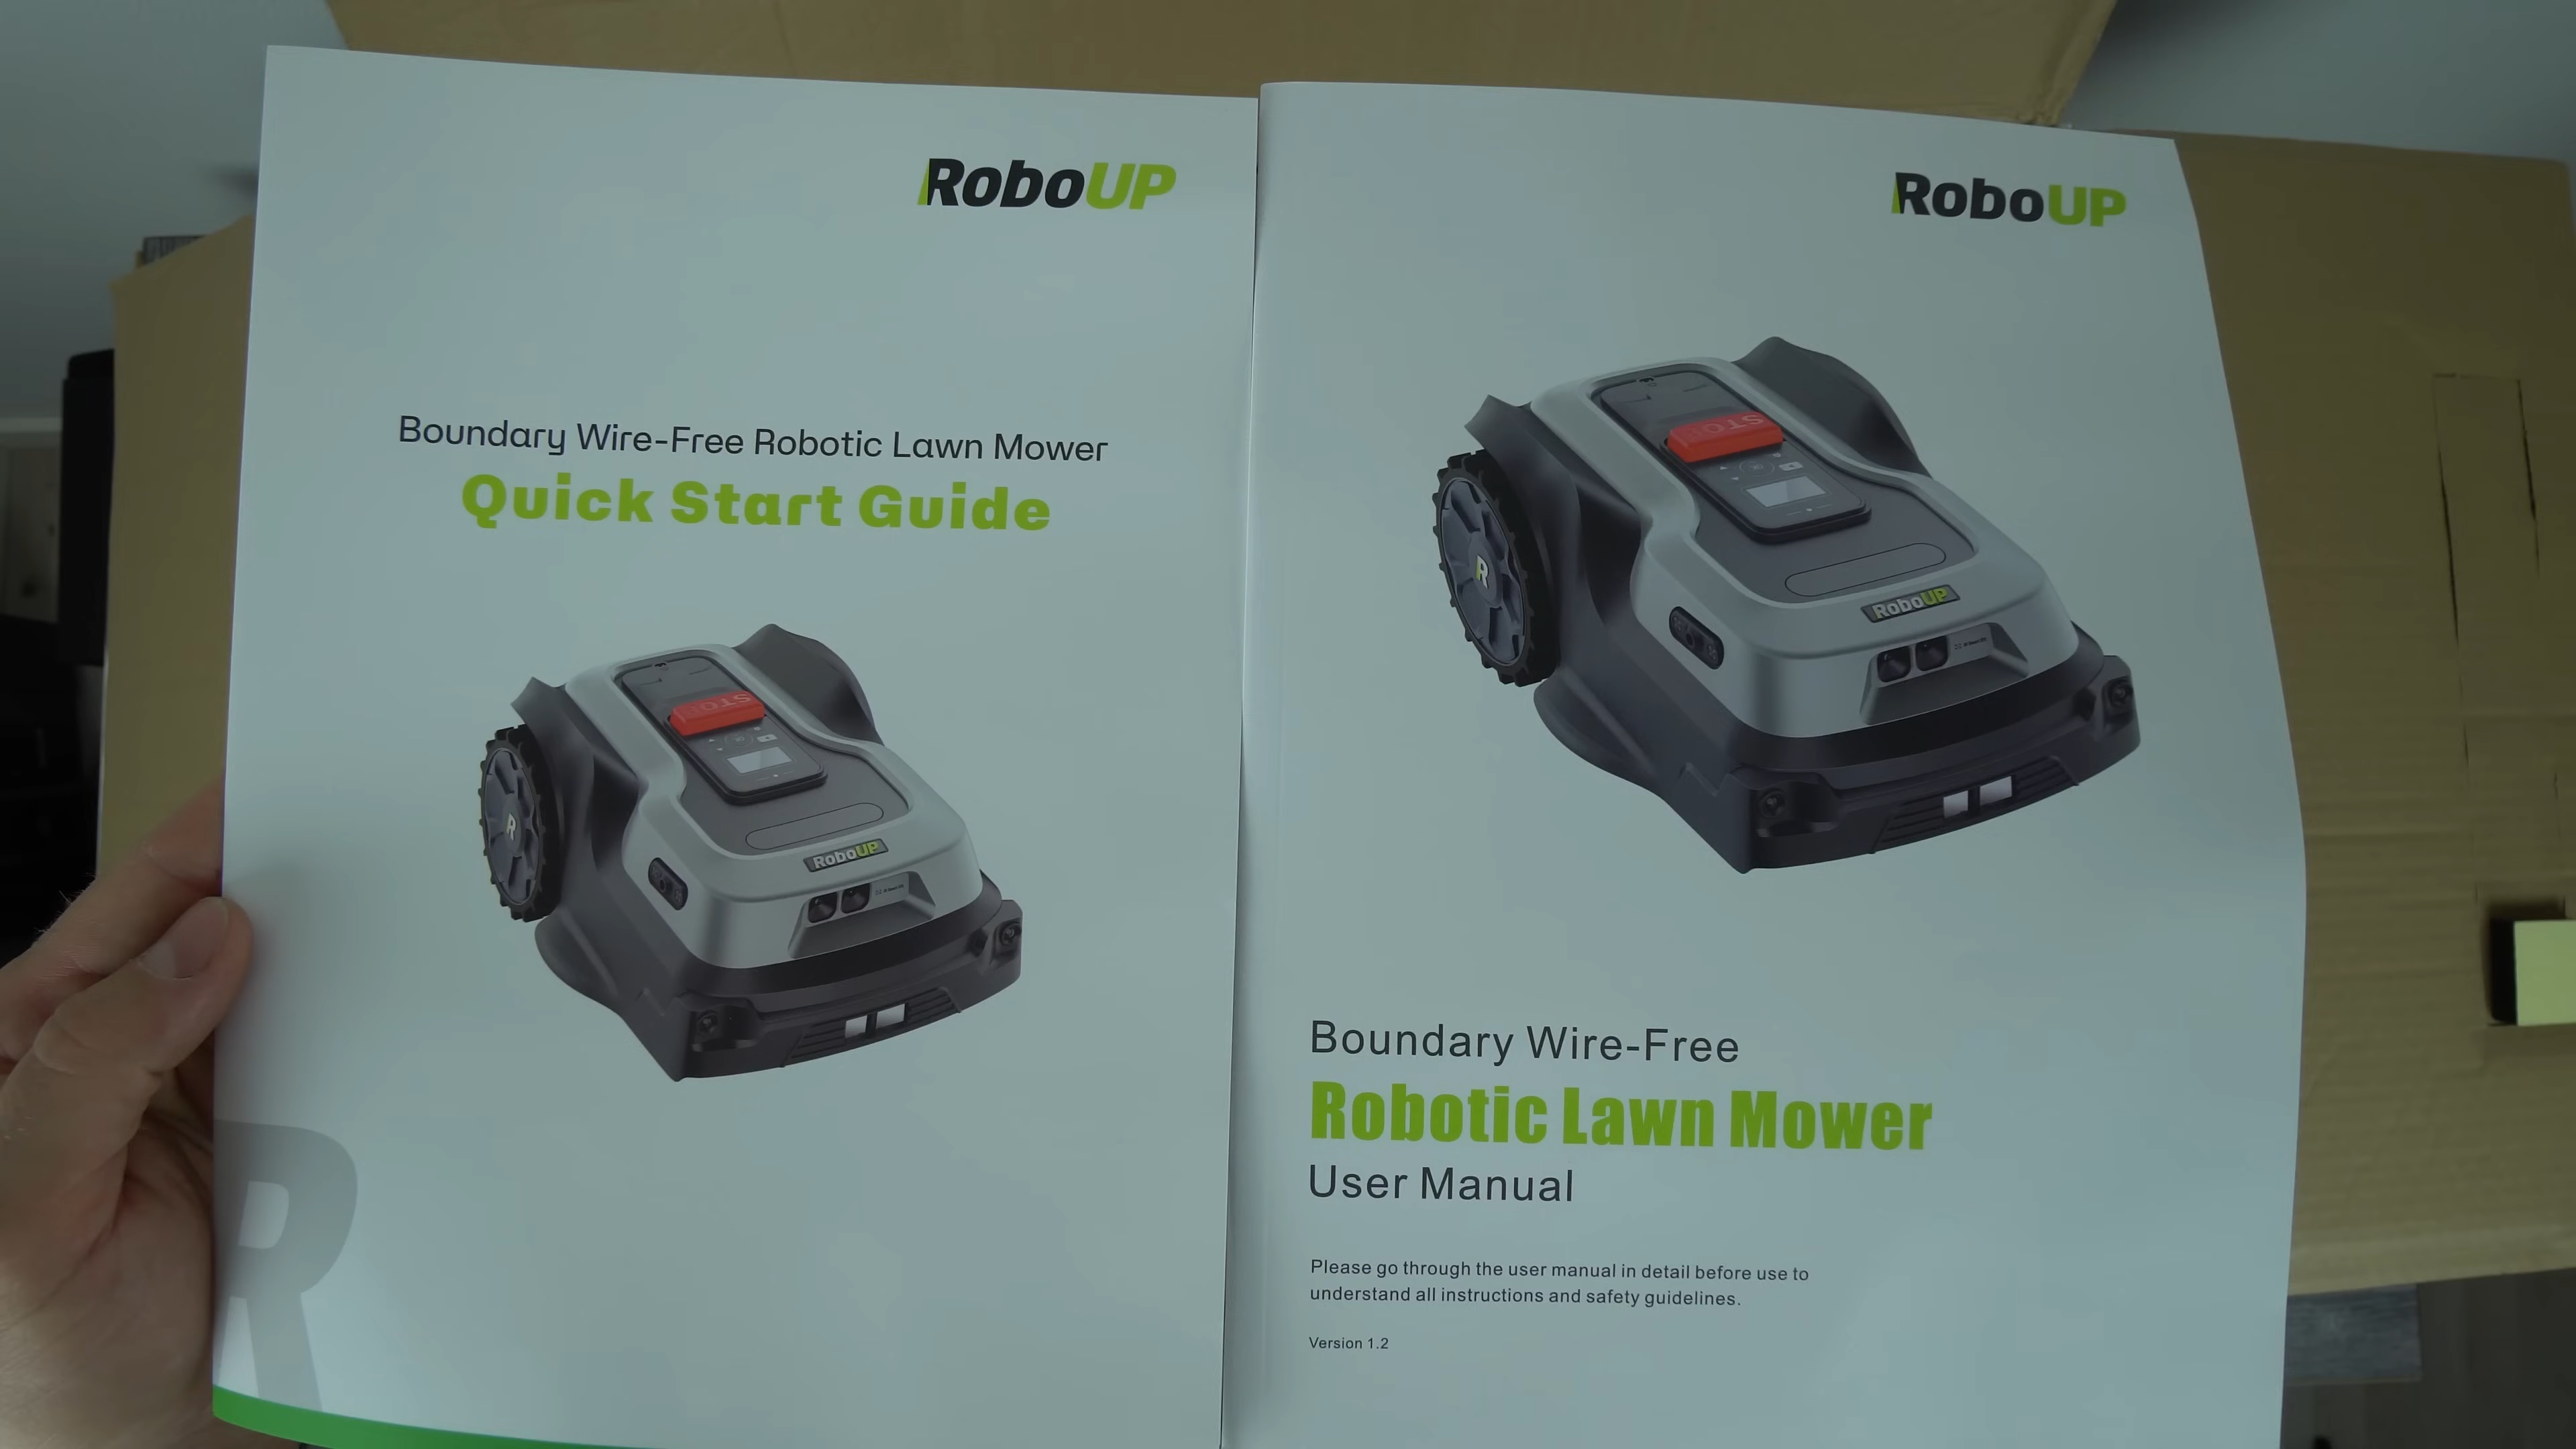 RoboUP
Boundary Wire-Free Robotic Lawn Mower
Quick Start Guide
STOP
R
RoboUP
R
RoboUP
STOP
R
RoboUP
Boundary Wire-Free
Robotic Lawn Mower
User Manual
Please go through the user manual in detail before use to
understand all instructions and safety guidelines.
Version 1.2